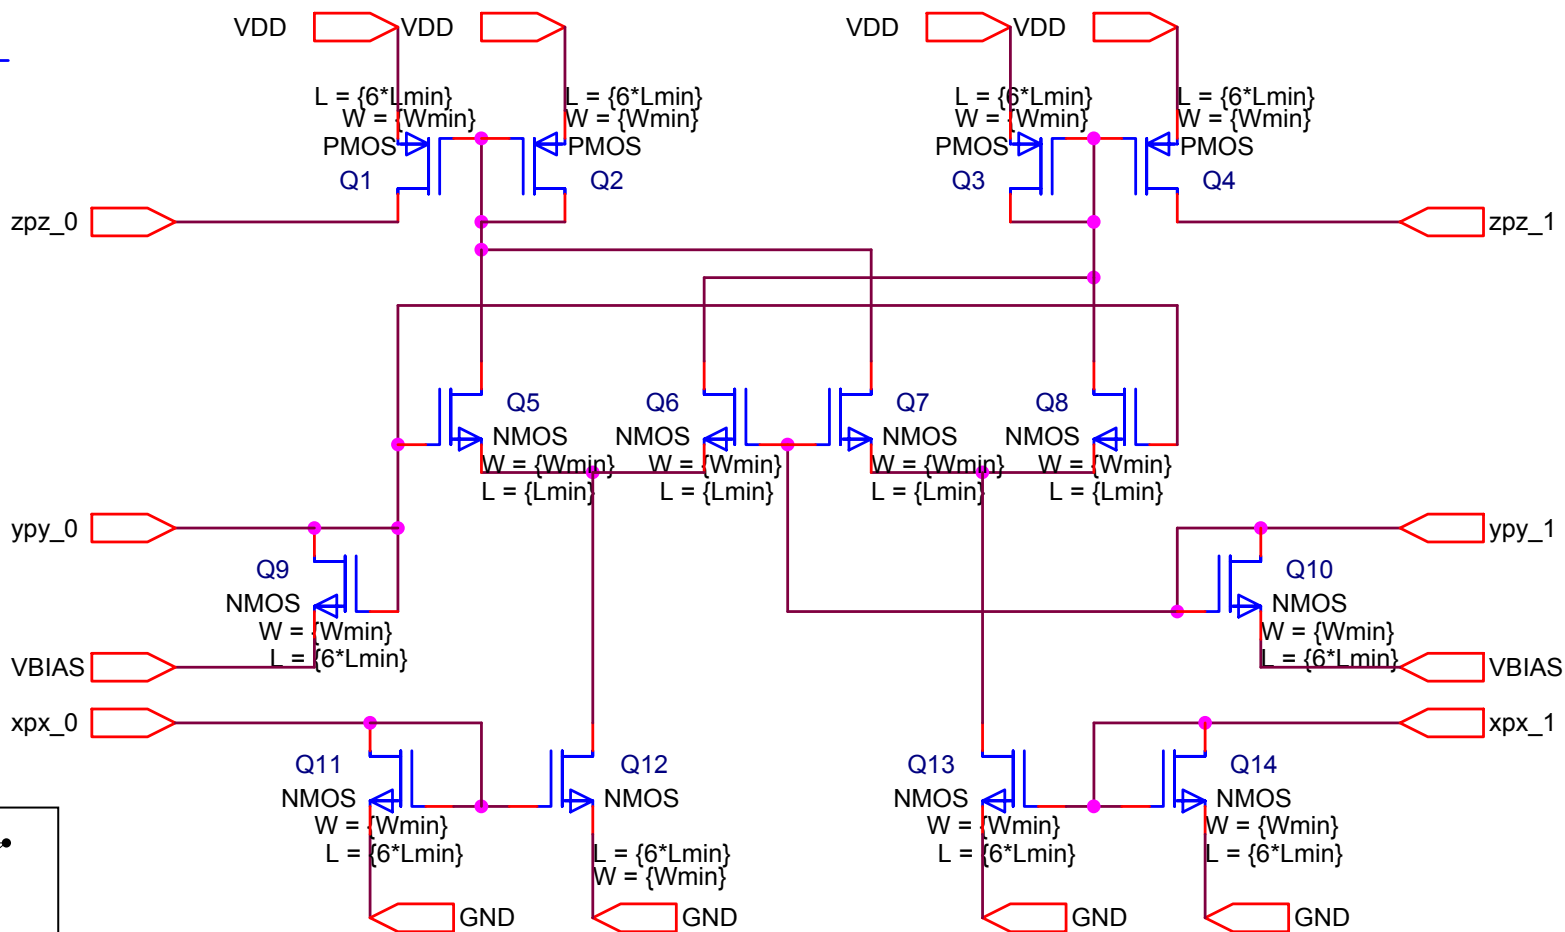 VDD
VDD
VDD
VDD
L = {6*Lmin}
W = {Wmin}
PMOS
Q1
L = {6*Lmin}
W = {Wmin}
PMOS
Q2
L = {6*Lmin}
W = {Wmin}
PMOS
Q3
L = {6*Lmin}
W = {Wmin}
PMOS
Q4
zpz_0
zpz_1
Q5
NMOS
W = {Wmin}
L = {Lmin}
Q6
NMOS
W = {Wmin}
L = {Lmin}
Q7
NMOS
W = {Wmin}
L = {Lmin}
Q8
NMOS
W = {Wmin}
L = {Lmin}
ypy_0
ypy_1
Q9
NMOS
W = {Wmin}
L = {6*Lmin}
Q10
NMOS
W = {Wmin}
L = {6*Lmin}
VBIAS
VBIAS
xpx_0
xpx_1
Q11
NMOS
W = {Wmin}
L = {6*Lmin}
Q12
NMOS
L = {6*Lmin}
W = {Wmin}
Q13
NMOS
W = {Wmin}
L = {6*Lmin}
Q14
NMOS
W = {Wmin}
L = {6*Lmin}
GND
GND
GND
GND